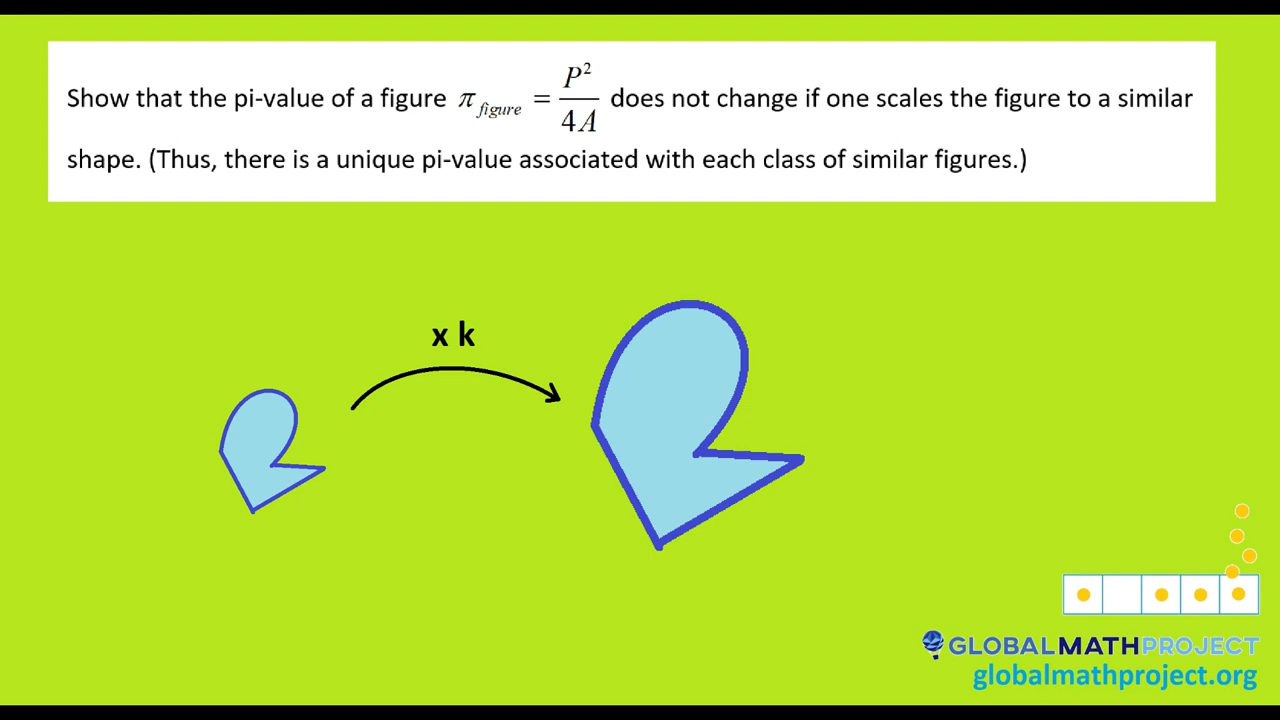 Show that the pi-value of a figure π_figure = P²/4A does not change if one scales the figure to a similar
shape. (Thus, there is a unique pi-value associated with each class of similar figures.)
x k
GLOBALMATHPROJECT
globalmathproject.org